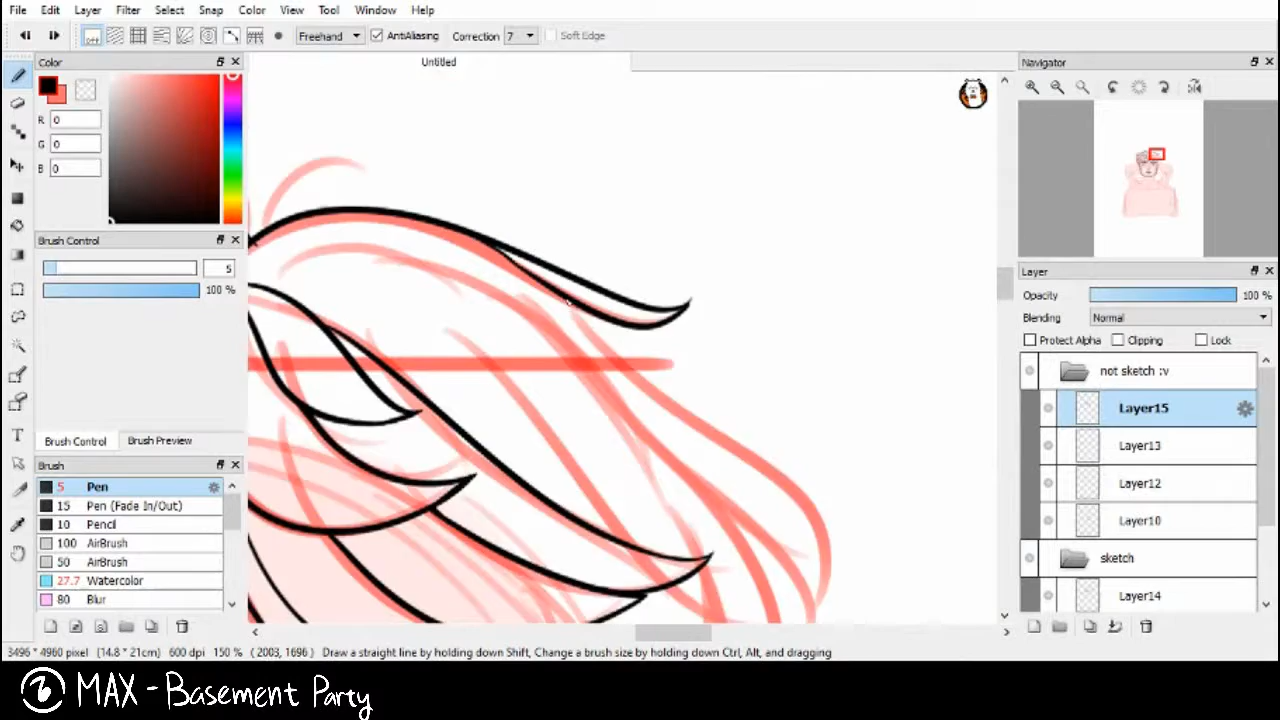 File Edit Layer Filter Select Snap Color View Tool Window Help
off Freehand AntiAliasing Correction 7 Soft Edge
Color Untitled Navigator
R 0
G 0
B 0
Brush Control
5
100 %
Layer
Opacity 100 %
Blending Normal
Protect Alpha Clipping Lock
not sketch :v
Layer15
Layer13
Layer12
Layer10
sketch
Layer14
Brush Control Brush Preview
Brush
5 Pen
15 Pen (Fade In/Out)
10 Pencil
100 AirBrush
50 AirBrush
27.7 Watercolor
80 Blur
3496 * 4960 pixel (14.8 * 21cm) 600 dpi 150 % ( 2003, 1696 ) Draw a straight line by holding down Shift, Change a brush size by holding down Ctrl, Alt, and dragging
MAX - Basement Party